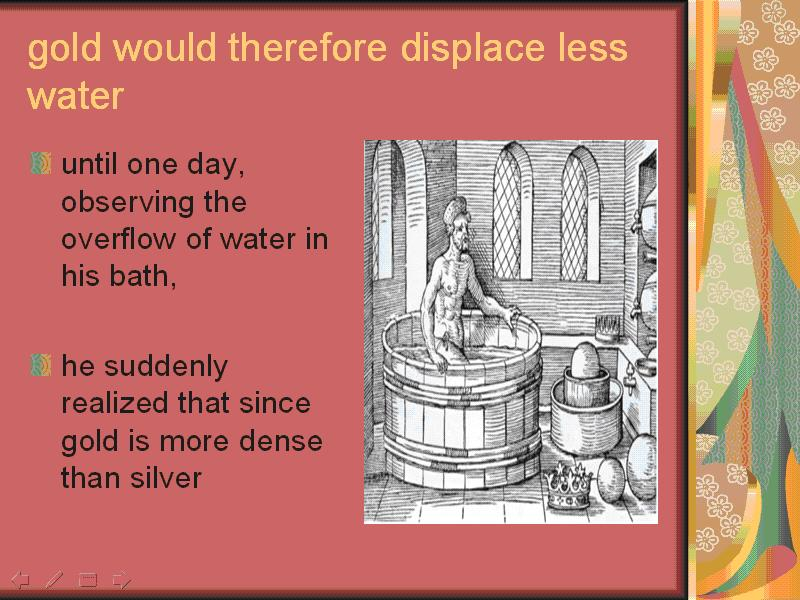 gold would therefore displace less
water
until one day,
observing the
overflow of water in
his bath,
he suddenly
realized that since
gold is more dense
than silver